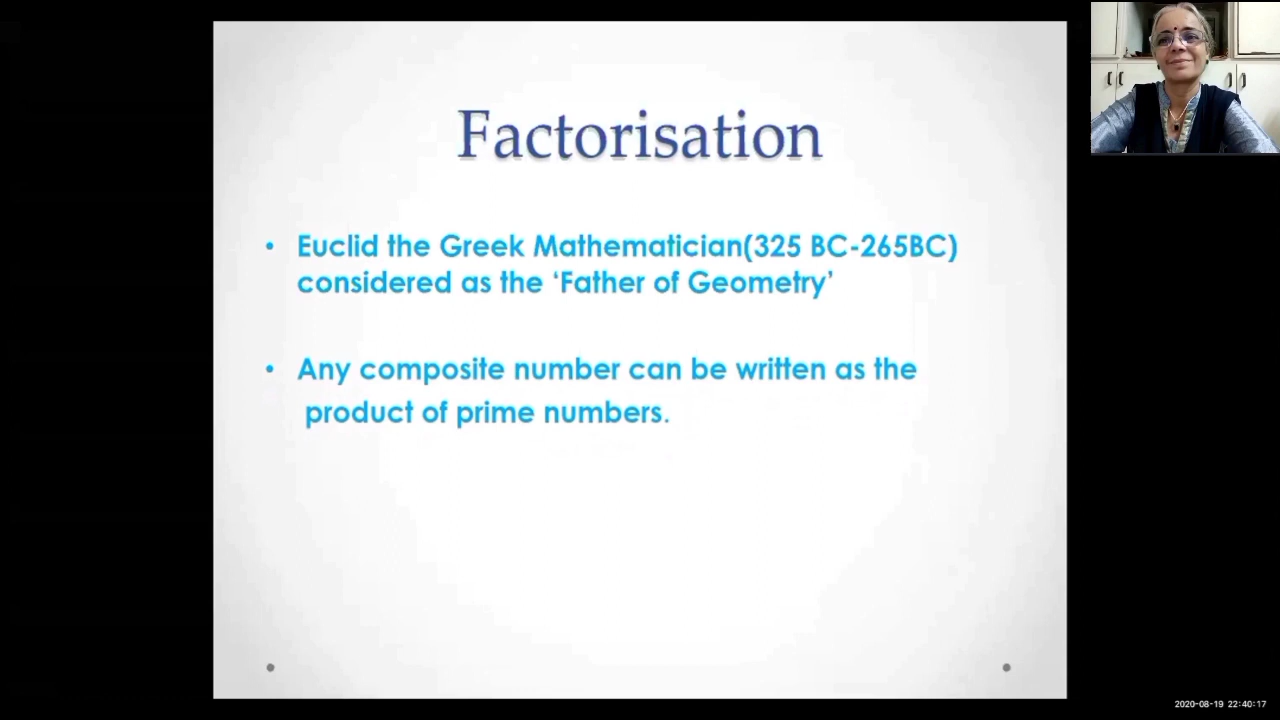 Factorisation
• Euclid the Greek Mathematician(325 BC-265BC)
considered as the ‘Father of Geometry’
• Any composite number can be written as the
product of prime numbers.
2020-08-19 22:40:17